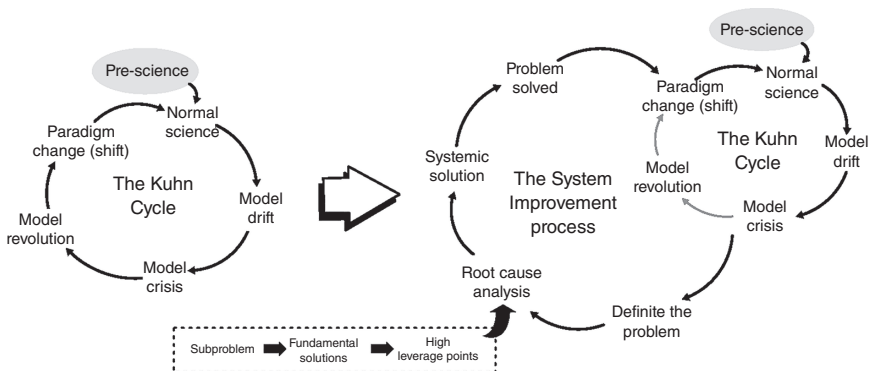 Pre-science
Normal
science
Paradigm
change (shift)
The Kuhn
Cycle
Model
drift
Model
revolution
Model
crisis
Pre-science
Problem
solved
Paradigm
change (shift)
Normal
science
The Kuhn
Cycle
Model
drift
Systemic
solution
Model
revolution
The System
Improvement
process
Model
crisis
Root cause
analysis
Definite the
problem
Subproblem
Fundamental
solutions
High
leverage points